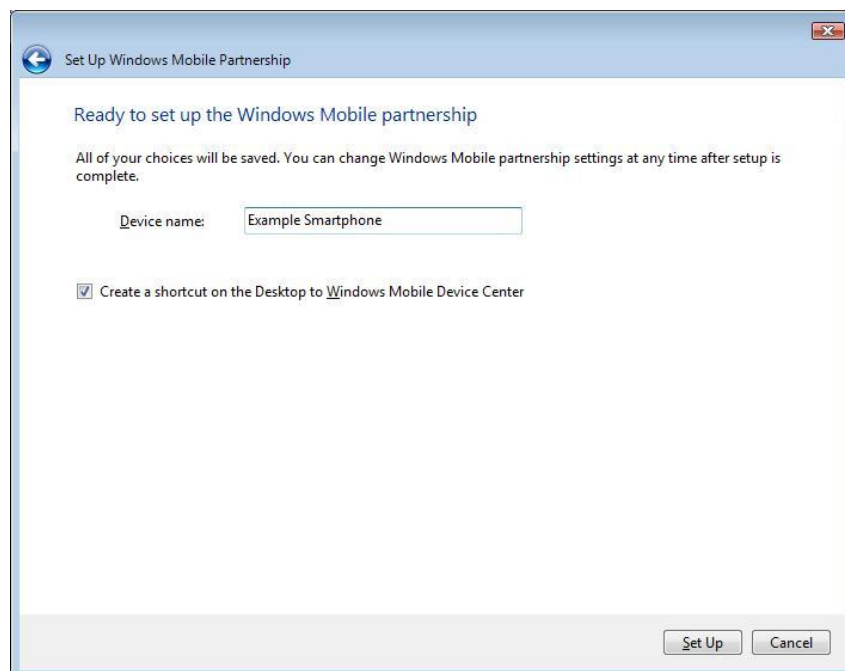 Set Up Windows Mobile Partnership
Ready to set up the Windows Mobile partnership
All of your choices will be saved. You can change Windows Mobile partnership settings at any time after setup is
complete.
Device name: Example Smartphone
Create a shortcut on the Desktop to Windows Mobile Device Center
Set Up Cancel